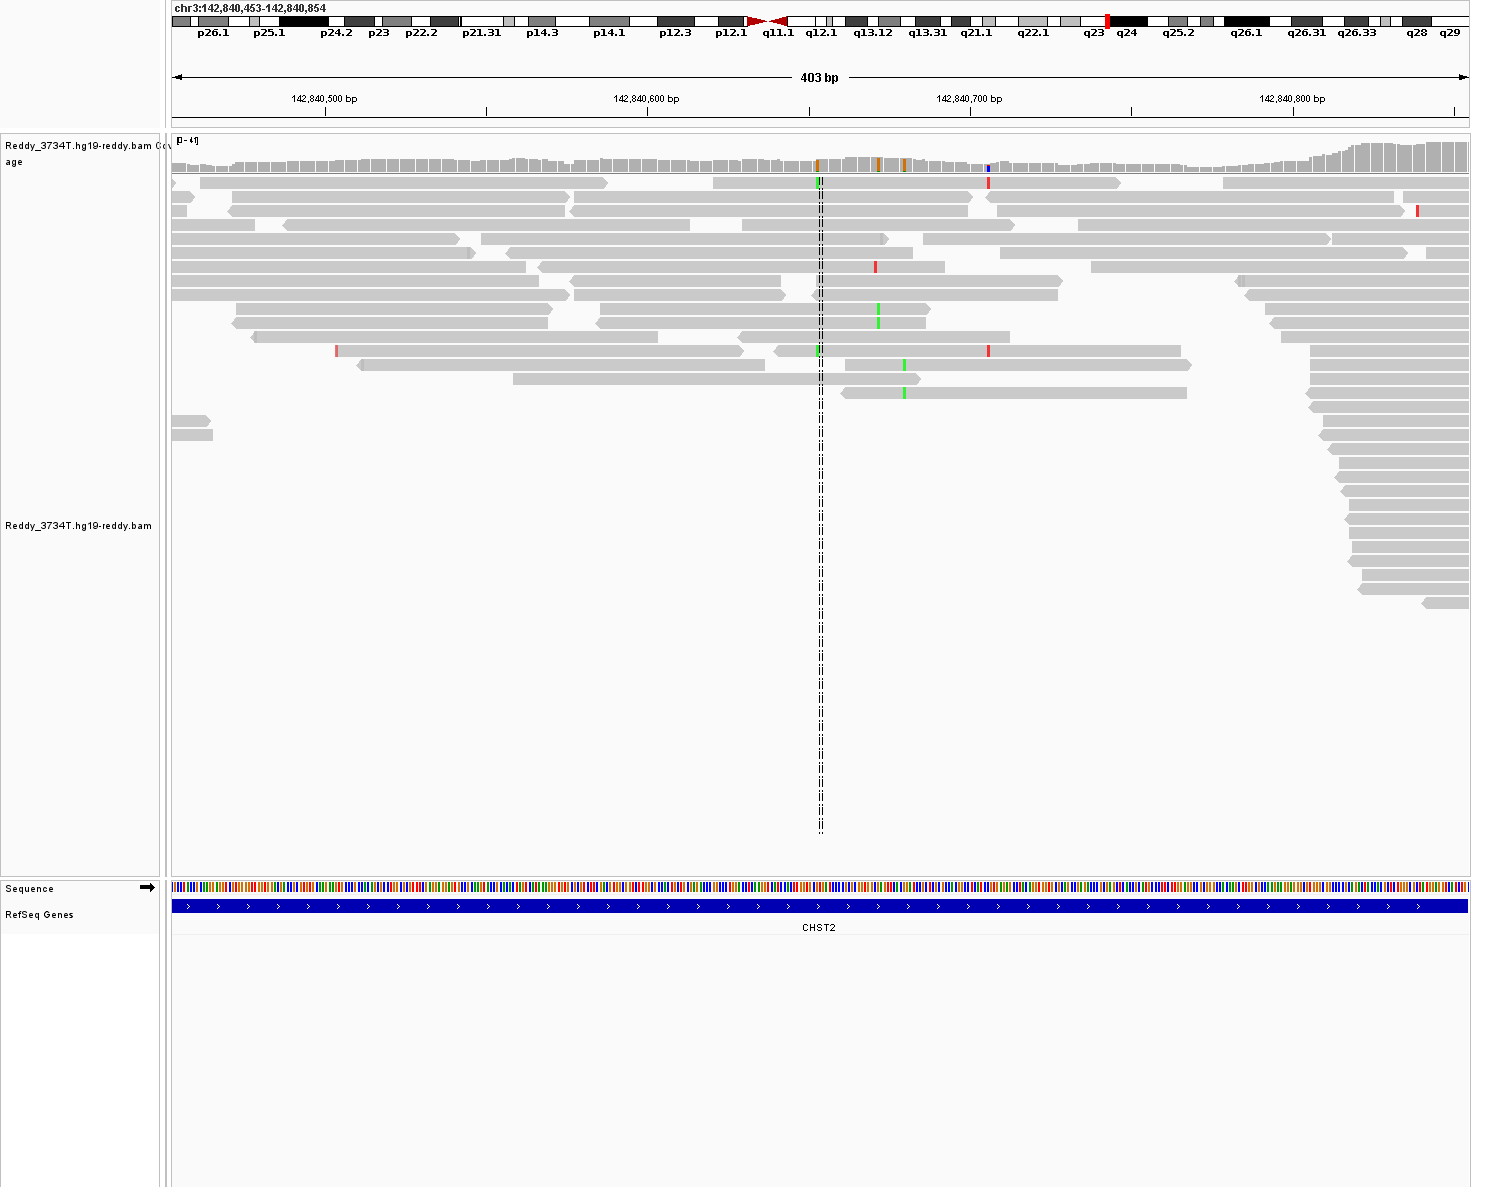 chr3:142,840,453-142,840,854
p26.1 p25.1 p24.2 p23 p22.2 p21.31 p14.3 p14.1 p12.3 p12.1 q11.1 q12.1 q13.12 q13.31 q21.1 q22.1 q23 q24 q25.2 q26.1 q26.31 q26.33 q28 q29
403 bp
142,840,500 bp 142,840,600 bp 142,840,700 bp 142,840,800 bp
Reddy_3734T.hg19-reddy.bam Cov
age
[0 - 41]
Reddy_3734T.hg19-reddy.bam
Sequence
RefSeq Genes
CHST2